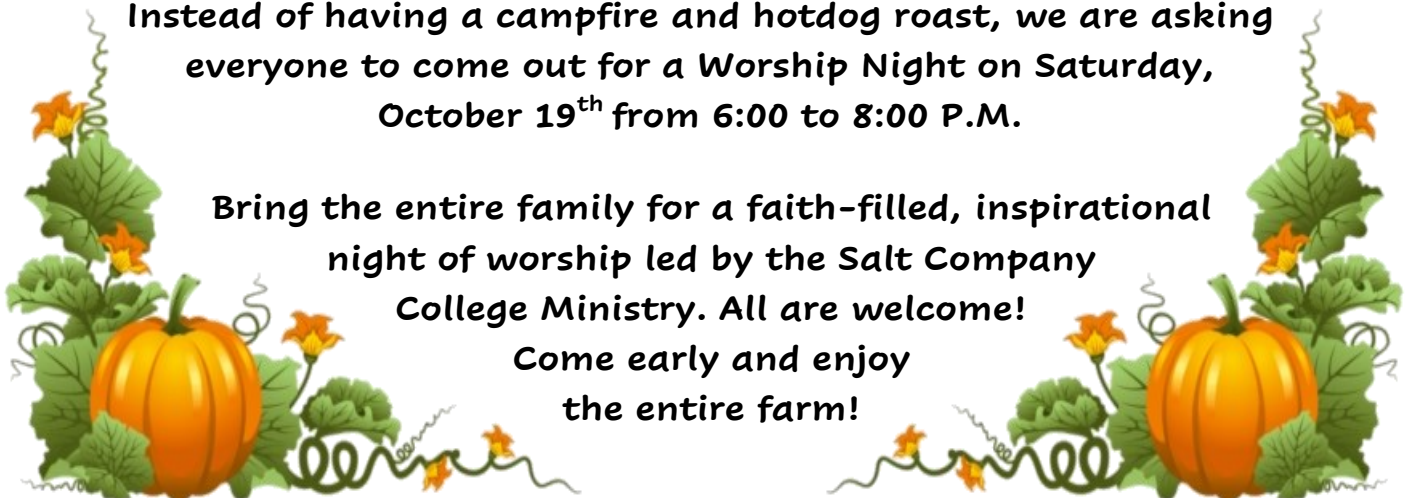 Instead of having a campfire and hotdog roast, we are asking
everyone to come out for a Worship Night on Saturday,
October 19th from 6:00 to 8:00 P.M.
Bring the entire family for a faith-filled, inspirational
night of worship led by the Salt Company
College Ministry. All are welcome!
Come early and enjoy
the entire farm!